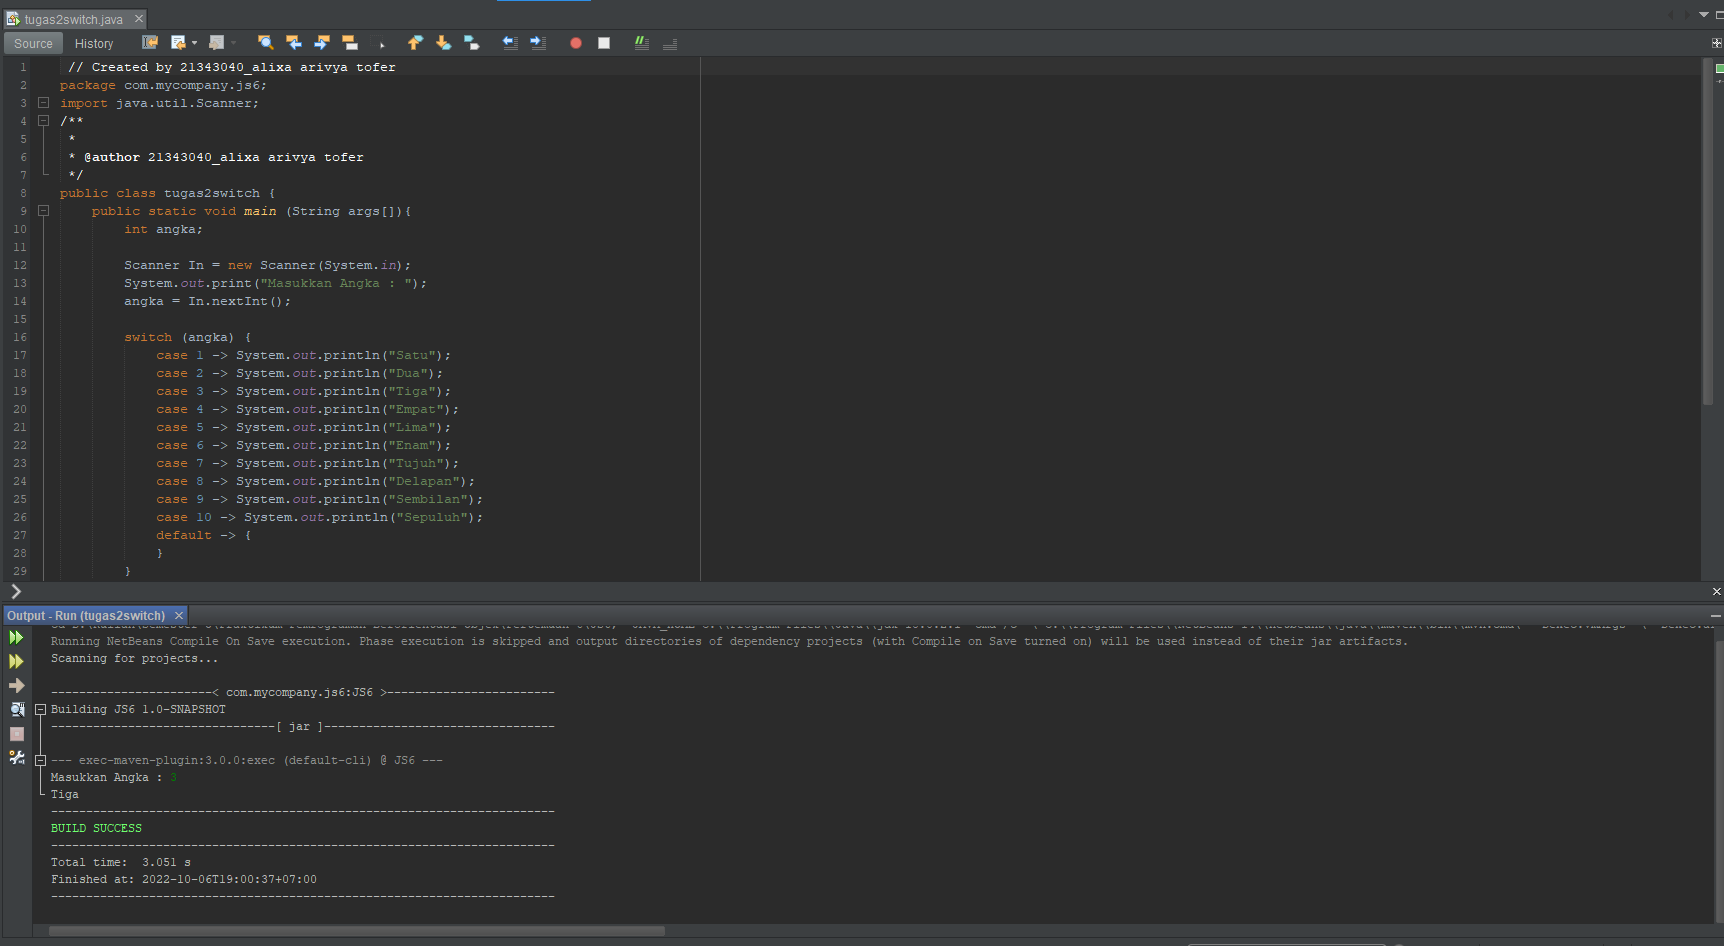 tugas2switch.java
Source History
1 // Created by 21343040_alixa arivya tofer
2 package com.mycompany.js6;
3 import java.util.Scanner;
4 /**
5 *
6 * @author 21343040_alixa arivya tofer
7 */
8 public class tugas2switch {
9 public static void main (String args[]){
10 int angka;
11
12 Scanner In = new Scanner(System.in);
13 System.out.print("Masukkan Angka : ");
14 angka = In.nextInt();
15
16 switch (angka) {
17 case 1 -> System.out.println("Satu");
18 case 2 -> System.out.println("Dua");
19 case 3 -> System.out.println("Tiga");
20 case 4 -> System.out.println("Empat");
21 case 5 -> System.out.println("Lima");
22 case 6 -> System.out.println("Enam");
23 case 7 -> System.out.println("Tujuh");
24 case 8 -> System.out.println("Delapan");
25 case 9 -> System.out.println("Sembilan");
26 case 10 -> System.out.println("Sepuluh");
27 default -> {
28 }
29 }
Output - Run (tugas2switch)
Running NetBeans Compile On Save execution. Phase execution is skipped and output directories of dependency projects (with Compile on Save turned on) will be used instead of their jar artifacts.
Scanning for projects...
-----------------------< com.mycompany.js6:JS6 >------------------------
Building JS6 1.0-SNAPSHOT
--------------------------------[ jar ]---------------------------------
--- exec-maven-plugin:3.0.0:exec (default-cli) @ JS6 ---
Masukkan Angka : 3
Tiga
------------------------------------------------------------------------
BUILD SUCCESS
------------------------------------------------------------------------
Total time:  3.051 s
Finished at: 2022-10-06T19:00:37+07:00
------------------------------------------------------------------------